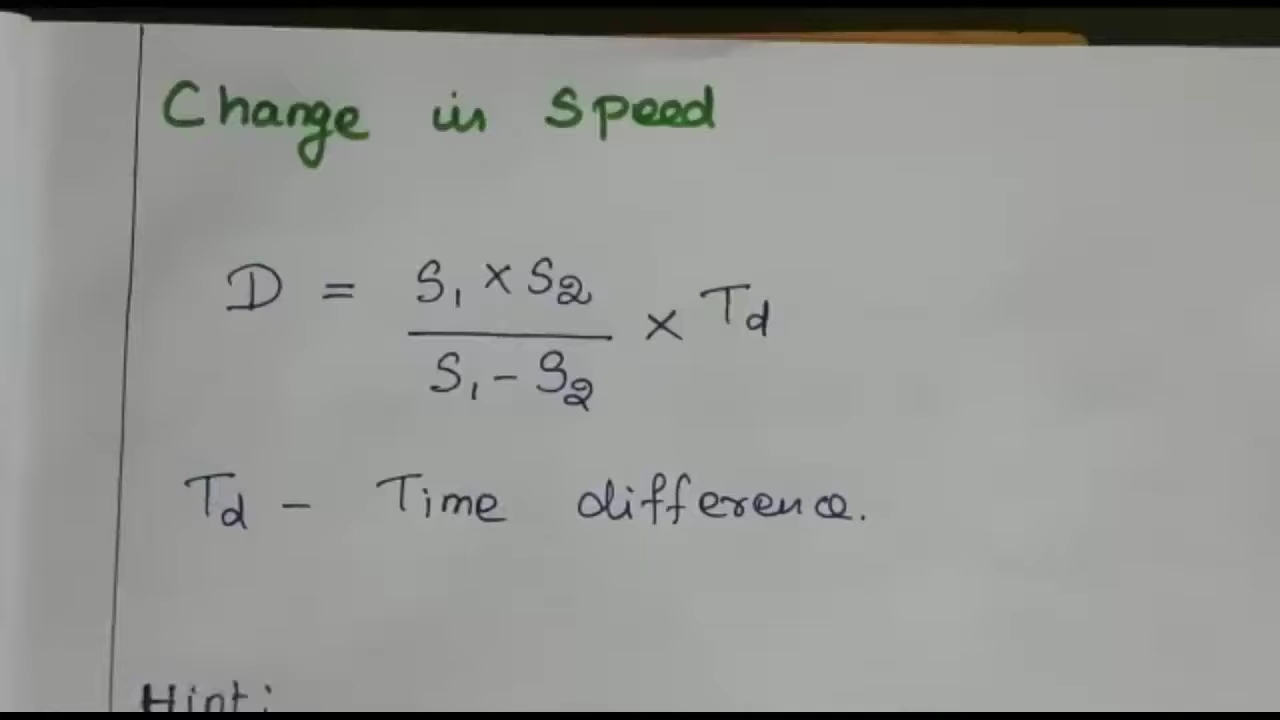 Change in Speed
D = S₁ × S₂ / S₁ - S₂ × Td
Td - Time difference.
Hint: